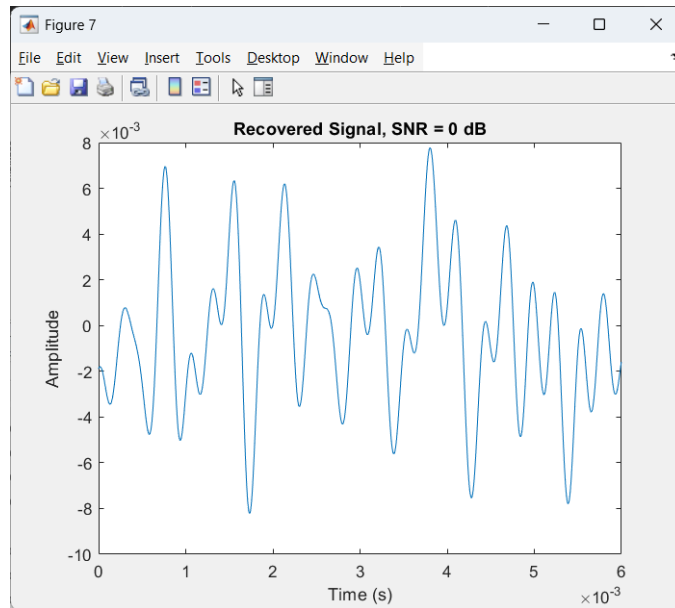 Figure 7
File Edit View Insert Tools Desktop Window Help
×10⁻³
Recovered Signal, SNR = 0 dB
8
6
4
2
0
-2
-4
-6
-8
-10
Amplitude
0 1 2 3 4 5 6
Time (s)
×10⁻³